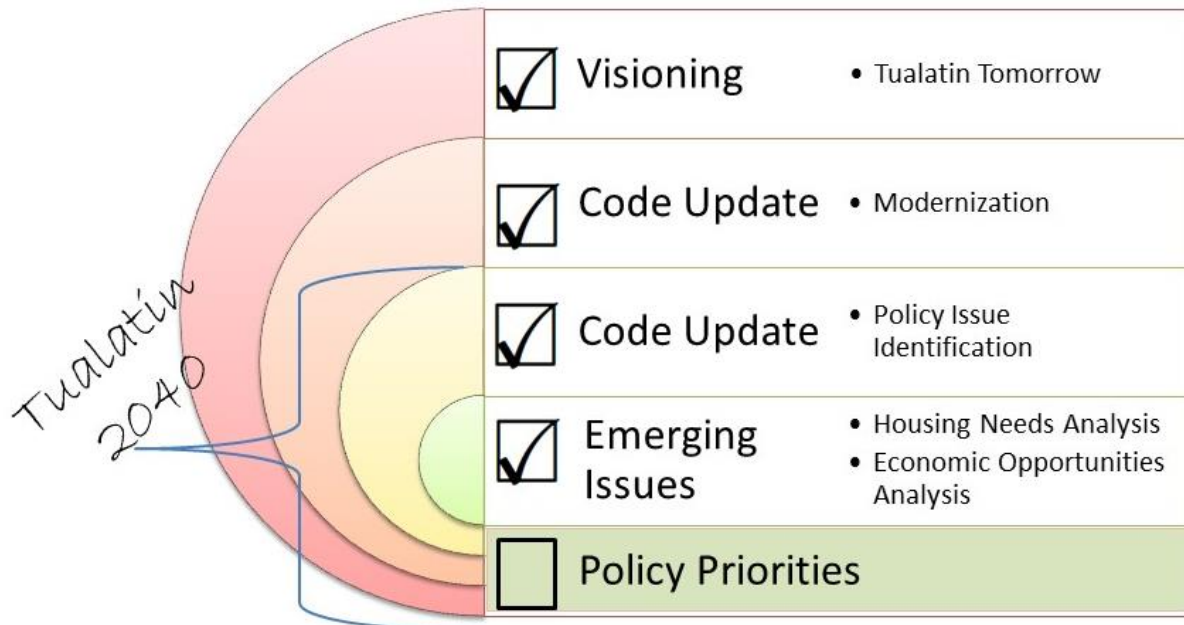 Visioning
• Tualatin Tomorrow
Code Update
• Modernization
Code Update
• Policy Issue
Identification
Emerging
Issues
• Housing Needs Analysis
• Economic Opportunities
Analysis
Policy Priorities
Tualatin
2040